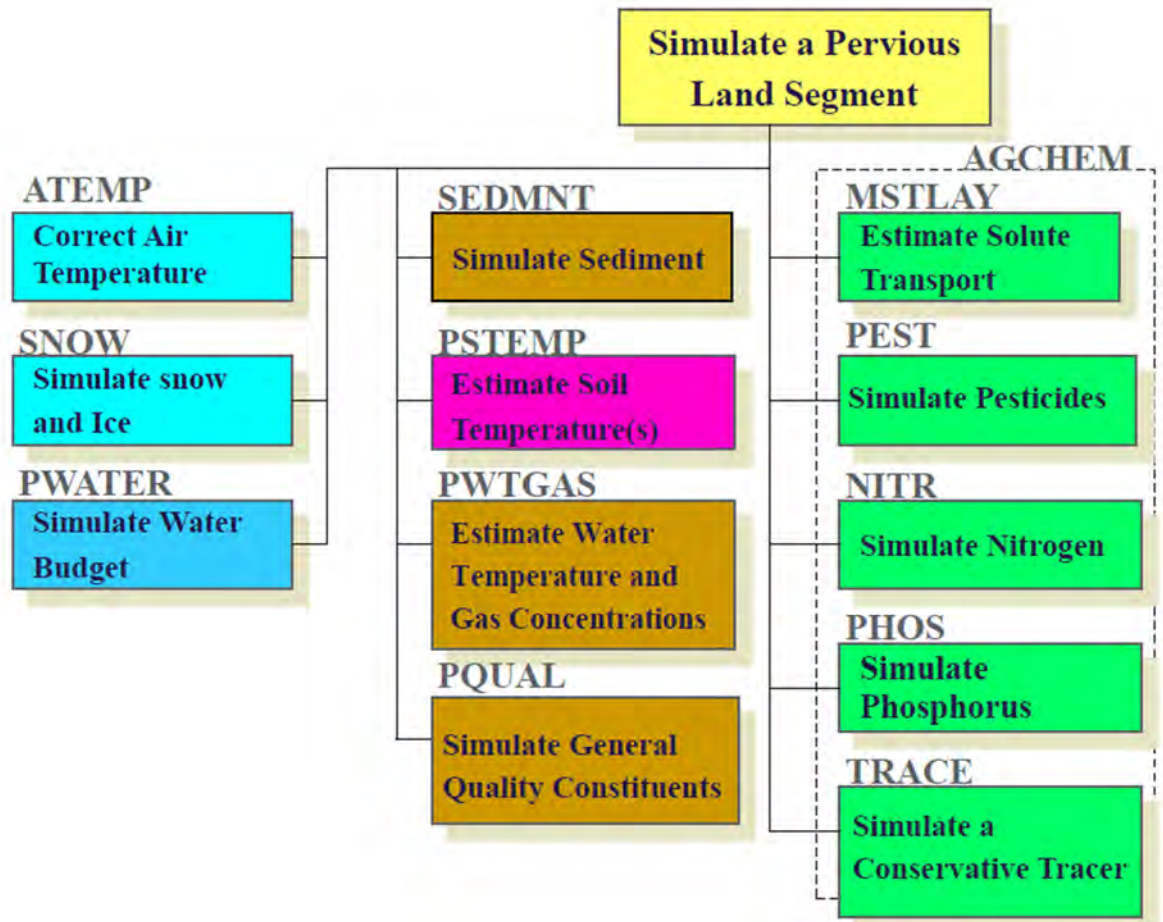 Simulate a Pervious
Land Segment
ATEMP
Correct Air
Temperature
SNOW
Simulate snow
and Ice
PWATER
Simulate Water
Budget
SEDMNT
Simulate Sediment
PSTEMP
Estimate Soil
Temperature(s)
PWTGAS
Estimate Water
Temperature and
Gas Concentrations
PQUAL
Simulate General
Quality Constituents
AGCHEM
MSTLAY
Estimate Solute
Transport
PEST
Simulate Pesticides
NITR
Simulate Nitrogen
PHOS
Simulate
Phosphorus
TRACE
Simulate a
Conservative Tracer